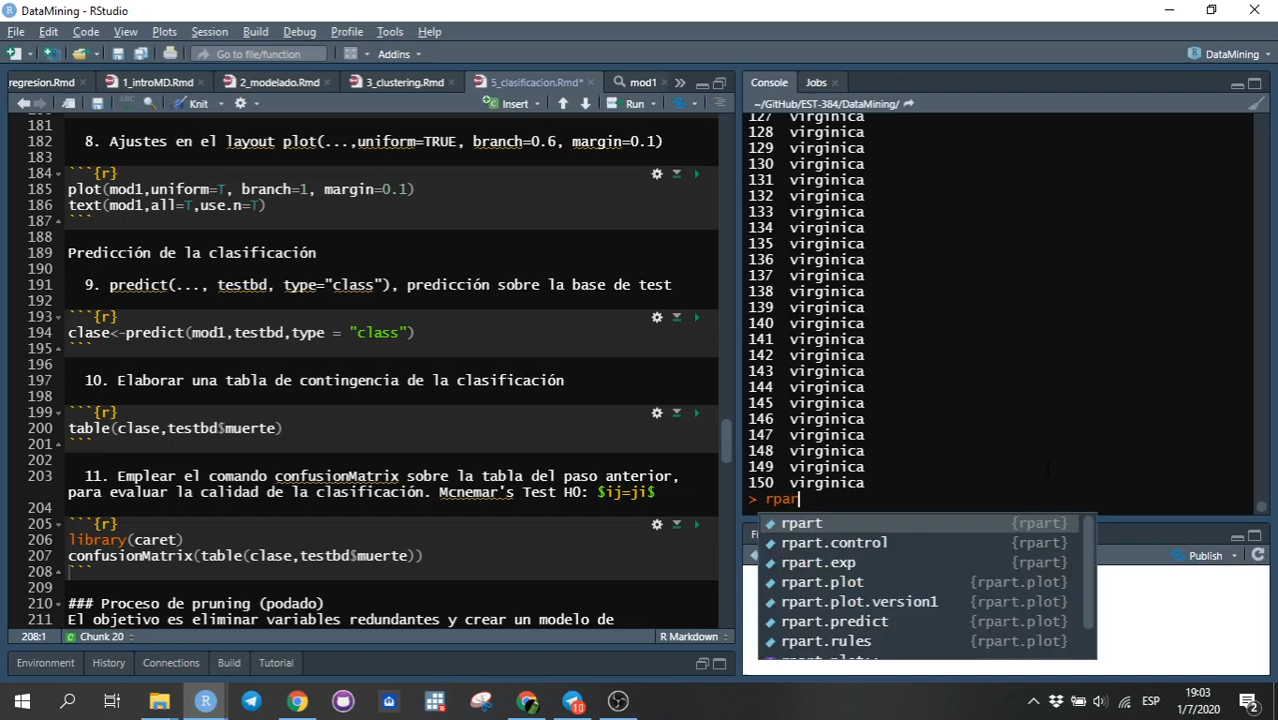 DataMining - RStudio
File Edit Code View Plots Session Build Debug Profile Tools Help
Go to file/function Addins DataMining
regresion.Rmd 1_introMD.Rmd 2_modelado.Rmd 3_clustering.Rmd 5_clasificacion.Rmd* mod1
Knit Insert Run
181
182 8. Ajustes en el layout plot(...,uniform=TRUE, branch=0.6, margin=0.1)
183
184 ```{r}
185 plot(mod1,uniform=T, branch=1, margin=0.1)
186 text(mod1,all=T,use.n=T)
187 ```
188
189 Predicción de la clasificación
190
191 9. predict(..., testbd, type="class"), predicción sobre la base de test
192
193 ```{r}
194 clase<-predict(mod1,testbd,type = "class")
195 ```
196
197 10. Elaborar una tabla de contingencia de la clasificación
198
199 ```{r}
200 table(clase,testbd$muerte)
201 ```
202
203 11. Emplear el comando confusionMatrix sobre la tabla del paso anterior,
para evaluar la calidad de la clasificación. Mcnemar's Test H0: $ij=ji$
204
205 ```{r}
206 library(caret)
207 confusionMatrix(table(clase,testbd$muerte))
208 ```
209
210 ### Proceso de pruning (podado)
211 El objetivo es eliminar variables redundantes y crear un modelo de
208:1 Chunk 20 R Markdown
Environment History Connections Build Tutorial
Console Jobs
~/GitHub/EST-384/DataMining/
127 virginica
128 virginica
129 virginica
130 virginica
131 virginica
132 virginica
133 virginica
134 virginica
135 virginica
136 virginica
137 virginica
138 virginica
139 virginica
140 virginica
141 virginica
142 virginica
143 virginica
144 virginica
145 virginica
146 virginica
147 virginica
148 virginica
149 virginica
150 virginica
> rpar
rpart {rpart}
rpart.control {rpart}
rpart.exp {rpart}
rpart.plot {rpart.plot}
rpart.plot.version1 {rpart.plot}
rpart.predict {rpart.plot}
rpart.rules {rpart.plot}
Publish
ESP
19:03
1/7/2020
10
2